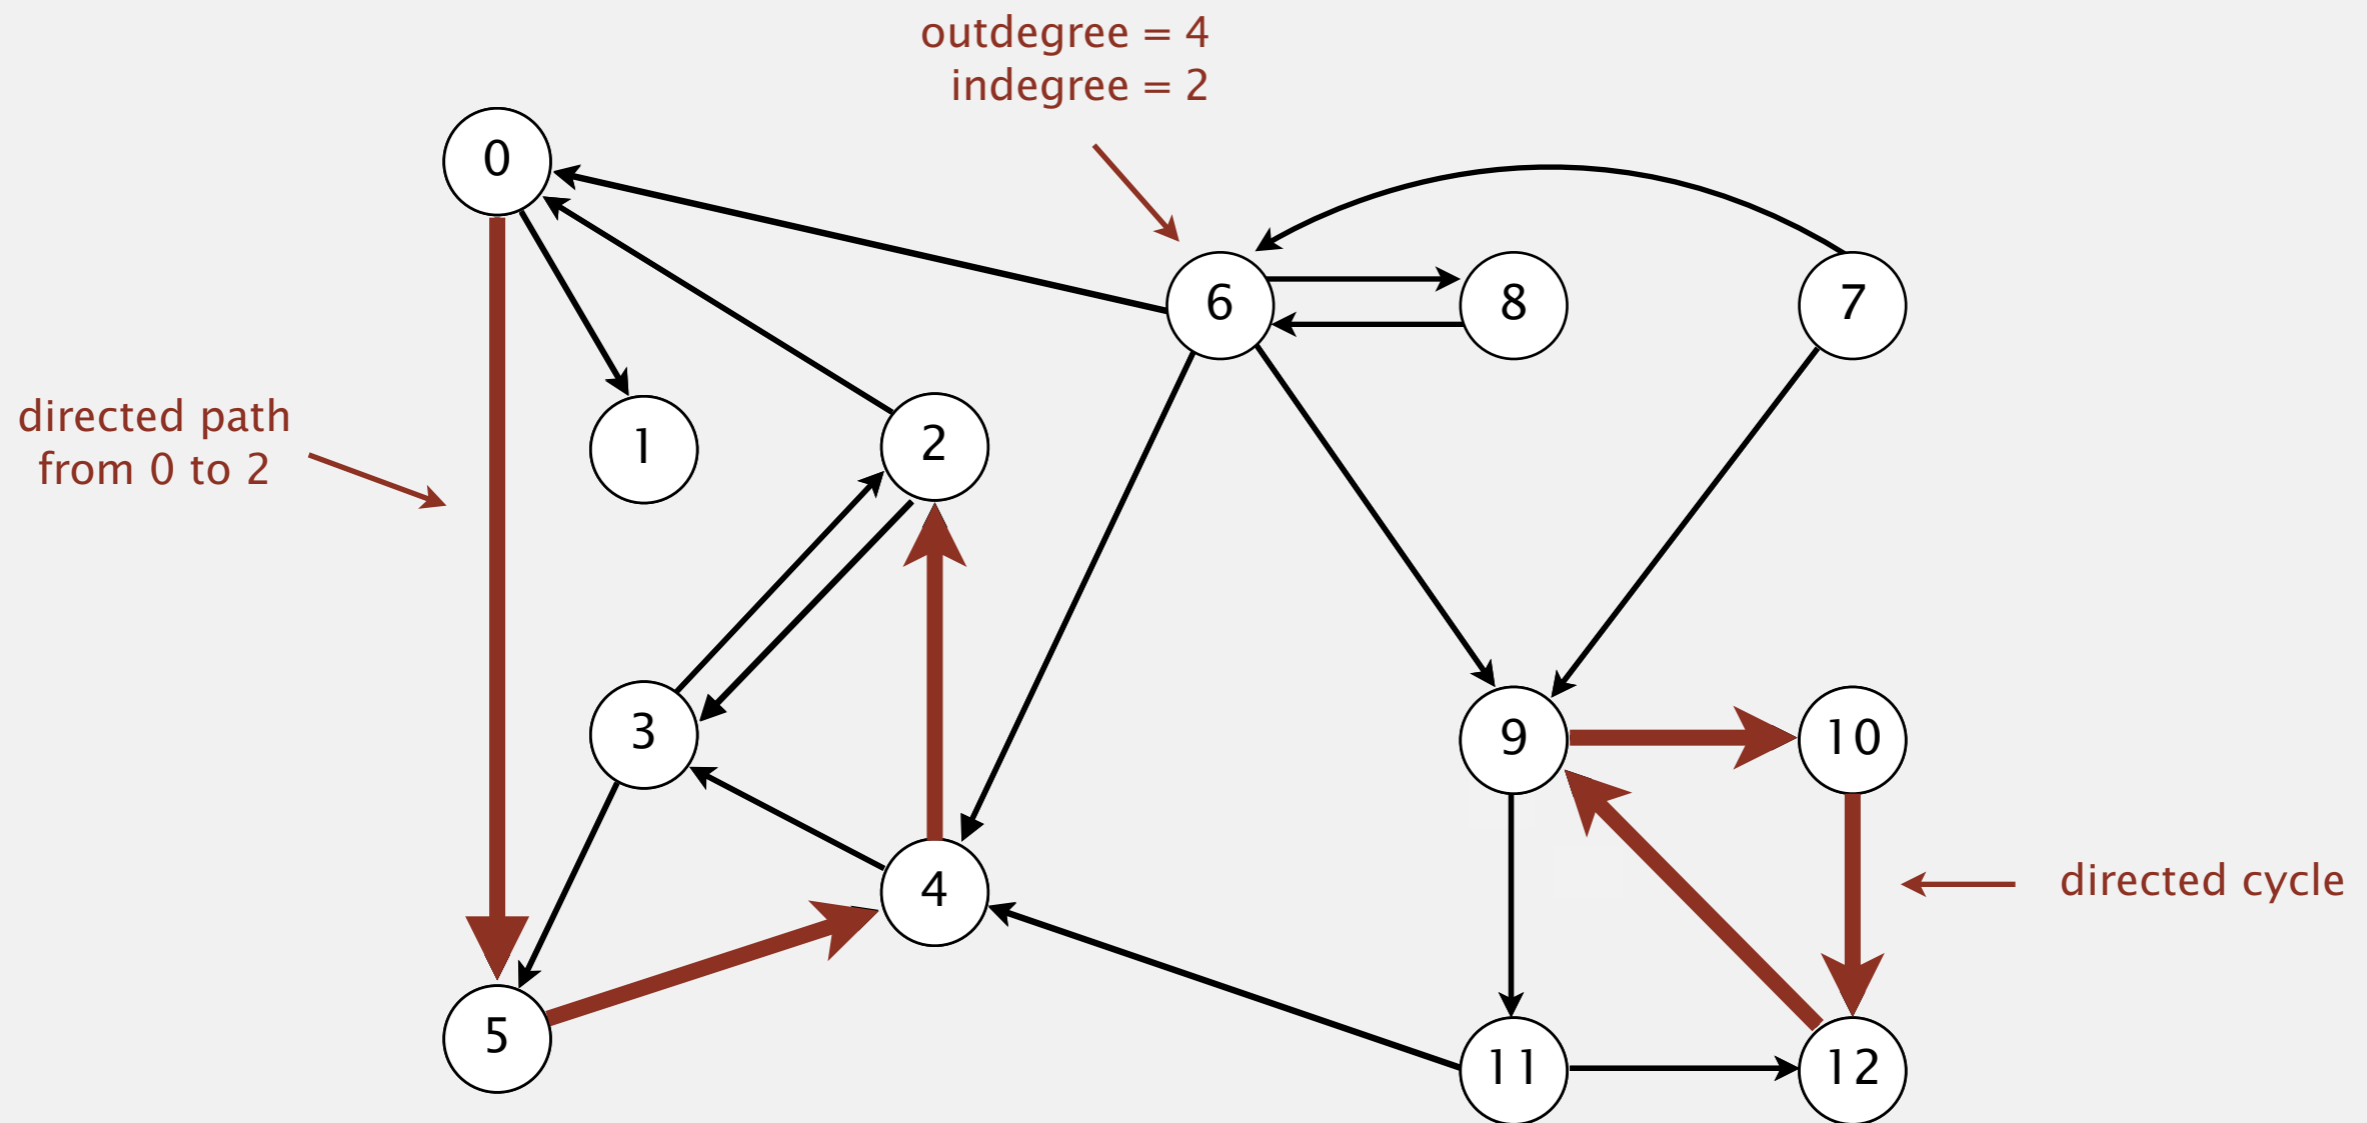 outdegree = 4
indegree = 2
0
6
8
7
directed path
from 0 to 2
1
2
3
9
10
4
directed cycle
5
11
12